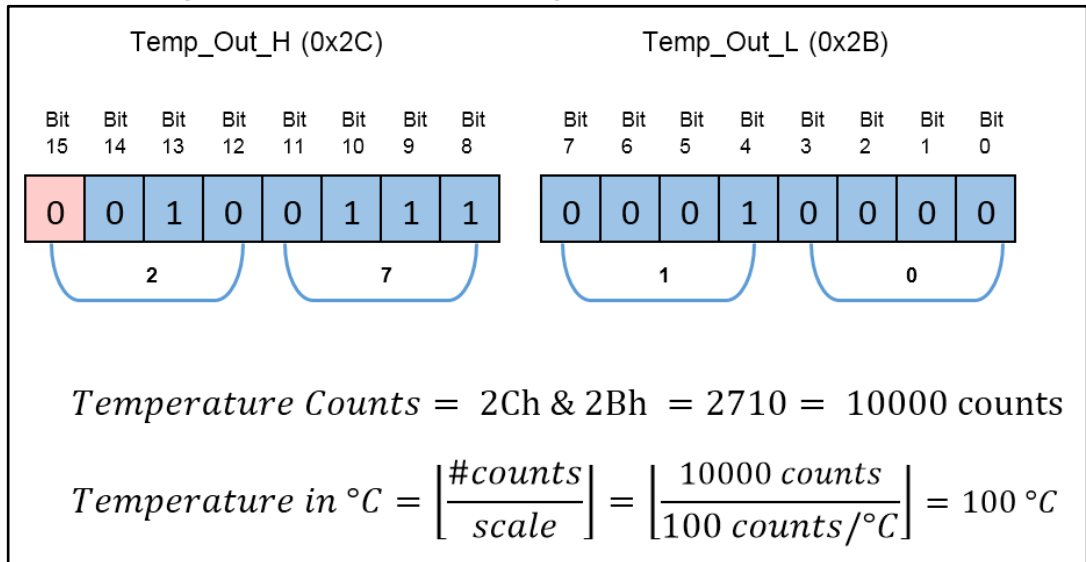 Temp_Out_H (0x2C) Temp_Out_L (0x2B)
Bit Bit Bit Bit Bit Bit Bit Bit Bit Bit Bit Bit Bit Bit Bit Bit
15 14 13 12 11 10 9 8 7 6 5 4 3 2 1 0
0 0 1 0 0 1 1 1 0 0 0 1 0 0 0 0
2 7 1 0
Temperature Counts = 2Ch & 2Bh = 2710 = 10000 counts
Temperature in °C = ⌊#counts/scale⌋ = ⌊10000 counts/100 counts/°C⌋ = 100 °C